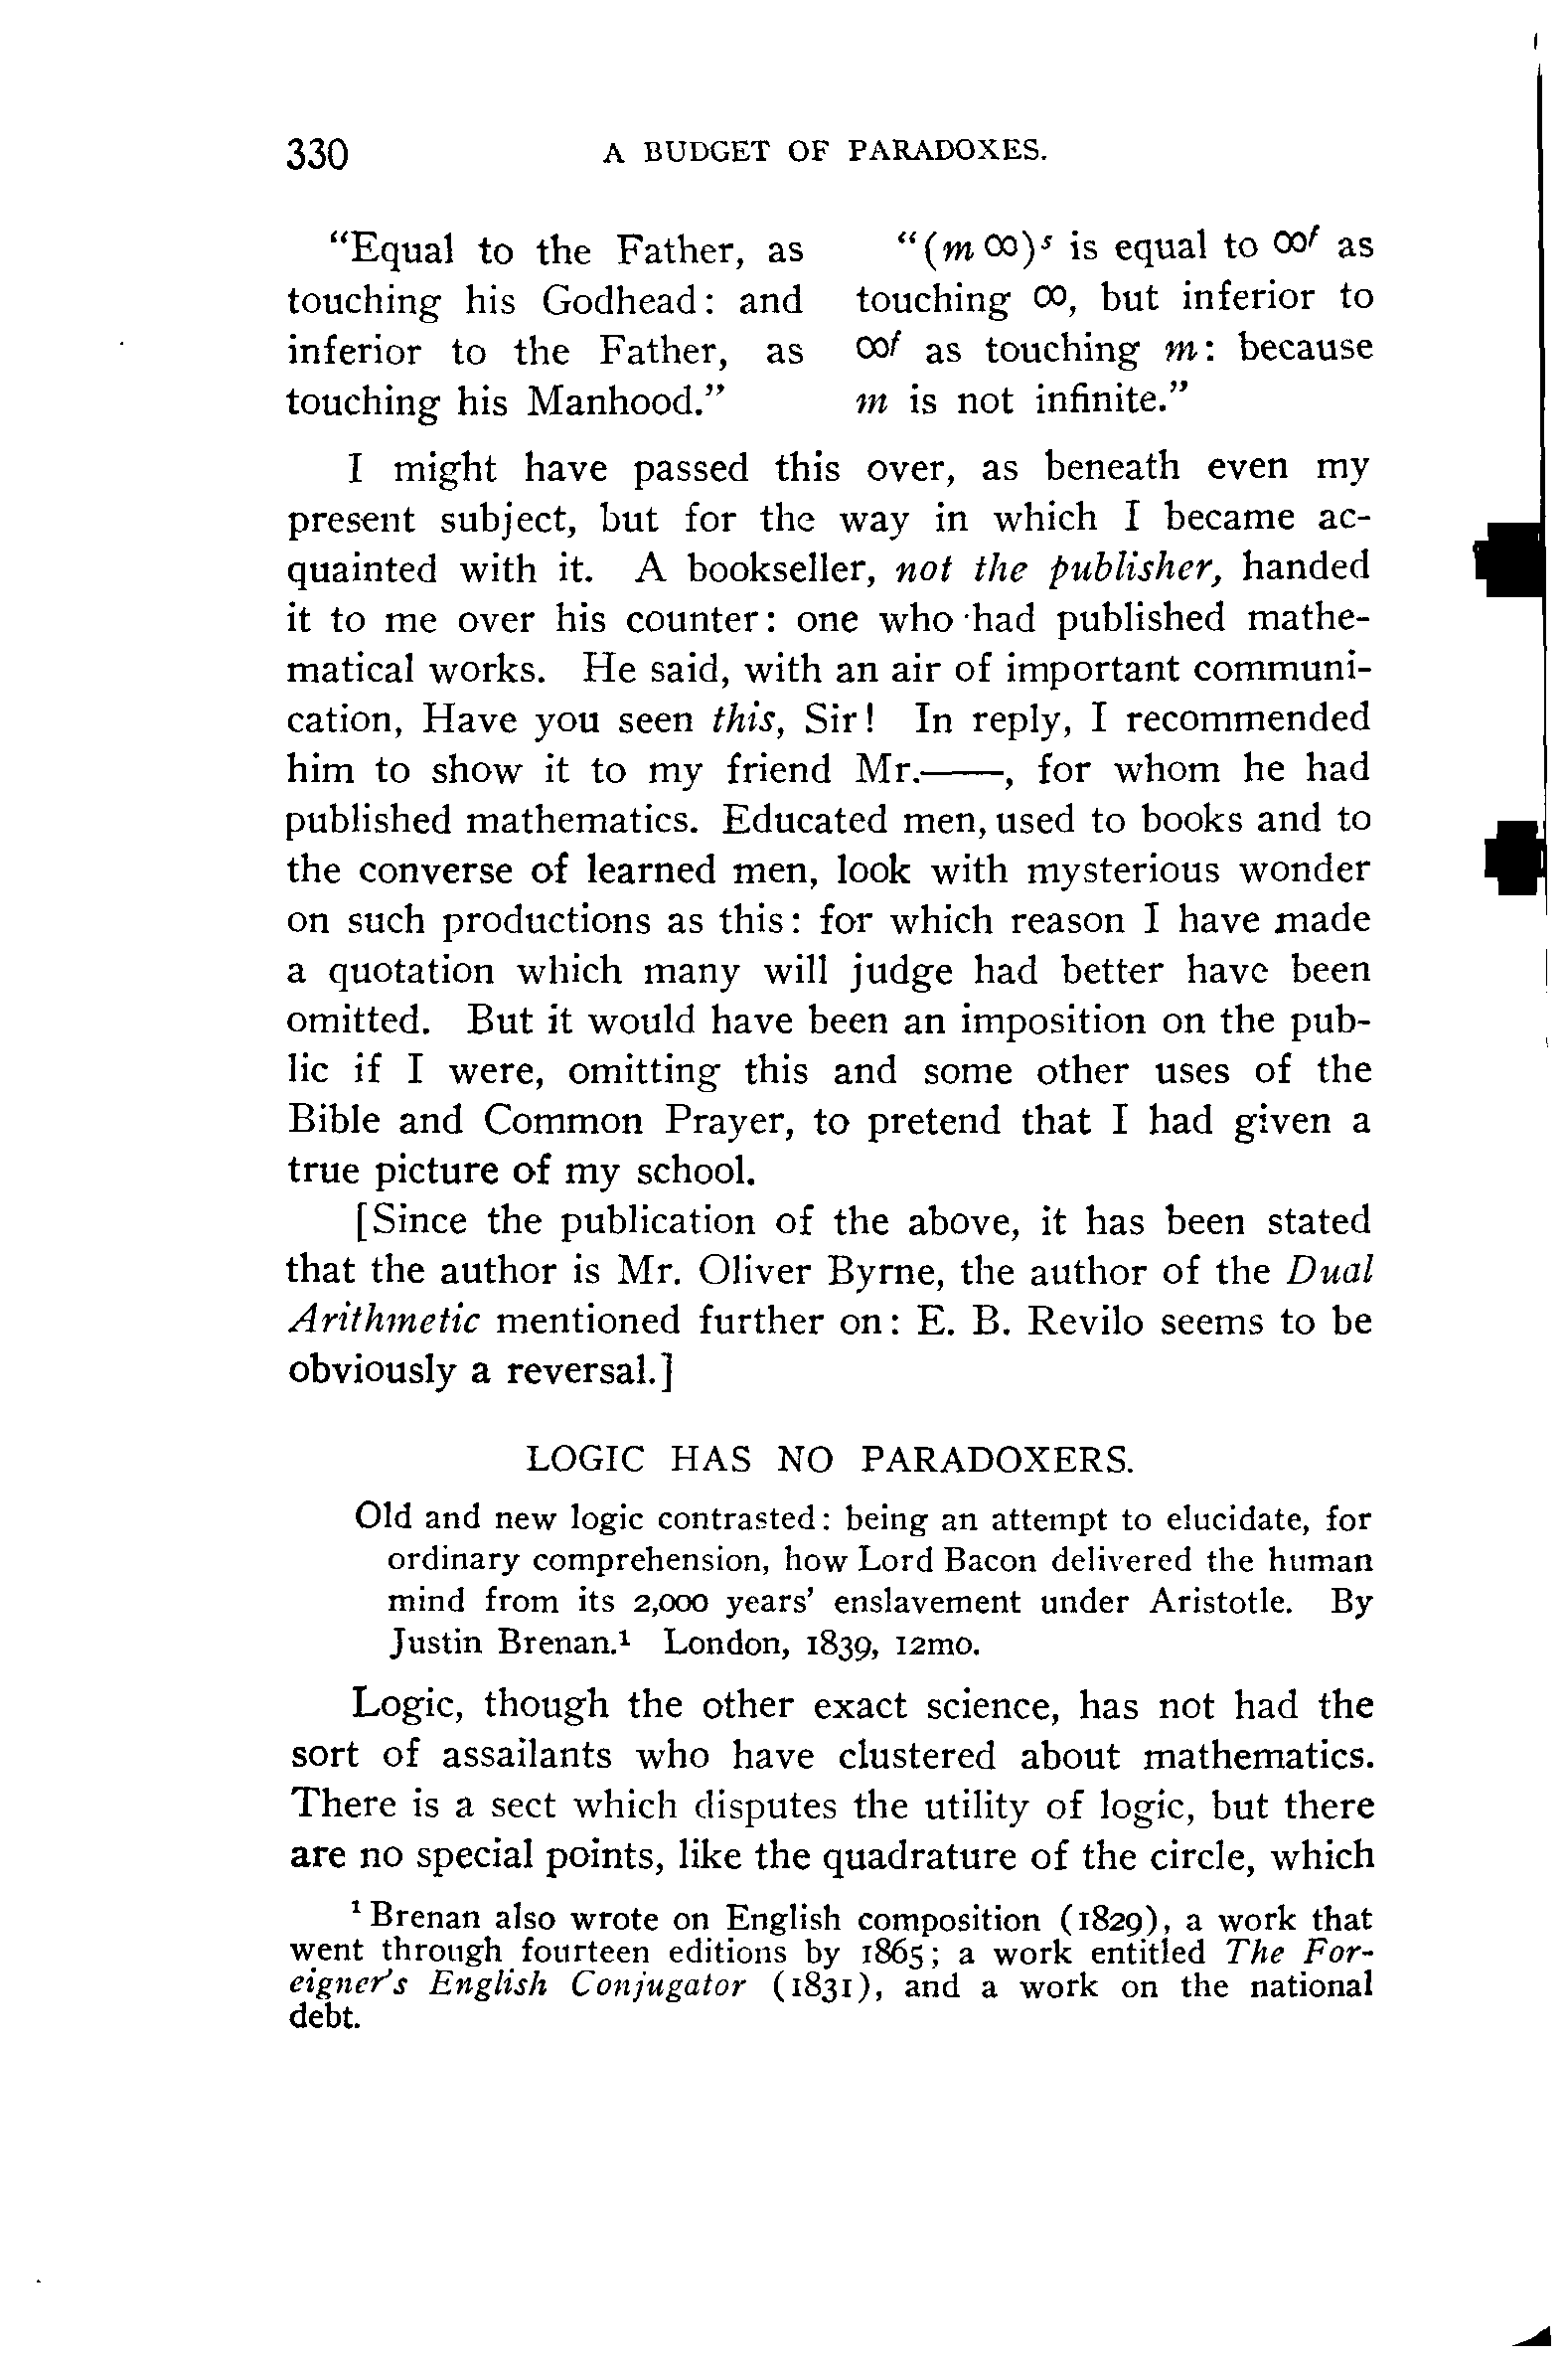 330 A BUDGET OF PARADOXES.
"Equal to the Father, as
touching his Godhead: and
inferior to the Father, as
touching his Manhood."
"(m ∞)ˢ is equal to ∞ᶠ as
touching ∞, but inferior to
∞ᶠ as touching m: because
m is not infinite."
I might have passed this over, as beneath even my
present subject, but for the way in which I became ac-
quainted with it. A bookseller, not the publisher, handed
it to me over his counter: one who had published mathe-
matical works. He said, with an air of important communi-
cation, Have you seen this, Sir! In reply, I recommended
him to show it to my friend Mr.——, for whom he had
published mathematics. Educated men, used to books and to
the converse of learned men, look with mysterious wonder
on such productions as this: for which reason I have made
a quotation which many will judge had better have been
omitted. But it would have been an imposition on the pub-
lic if I were, omitting this and some other uses of the
Bible and Common Prayer, to pretend that I had given a
true picture of my school.
[Since the publication of the above, it has been stated
that the author is Mr. Oliver Byrne, the author of the Dual
Arithmetic mentioned further on: E. B. Revilo seems to be
obviously a reversal.]
LOGIC HAS NO PARADOXERS.
Old and new logic contrasted: being an attempt to elucidate, for
ordinary comprehension, how Lord Bacon delivered the human
mind from its 2,000 years' enslavement under Aristotle. By
Justin Brenan.¹ London, 1839, 12mo.
Logic, though the other exact science, has not had the
sort of assailants who have clustered about mathematics.
There is a sect which disputes the utility of logic, but there
are no special points, like the quadrature of the circle, which
¹ Brenan also wrote on English composition (1829), a work that
went through fourteen editions by 1865; a work entitled The For-
eigner's English Conjugator (1831), and a work on the national
debt.